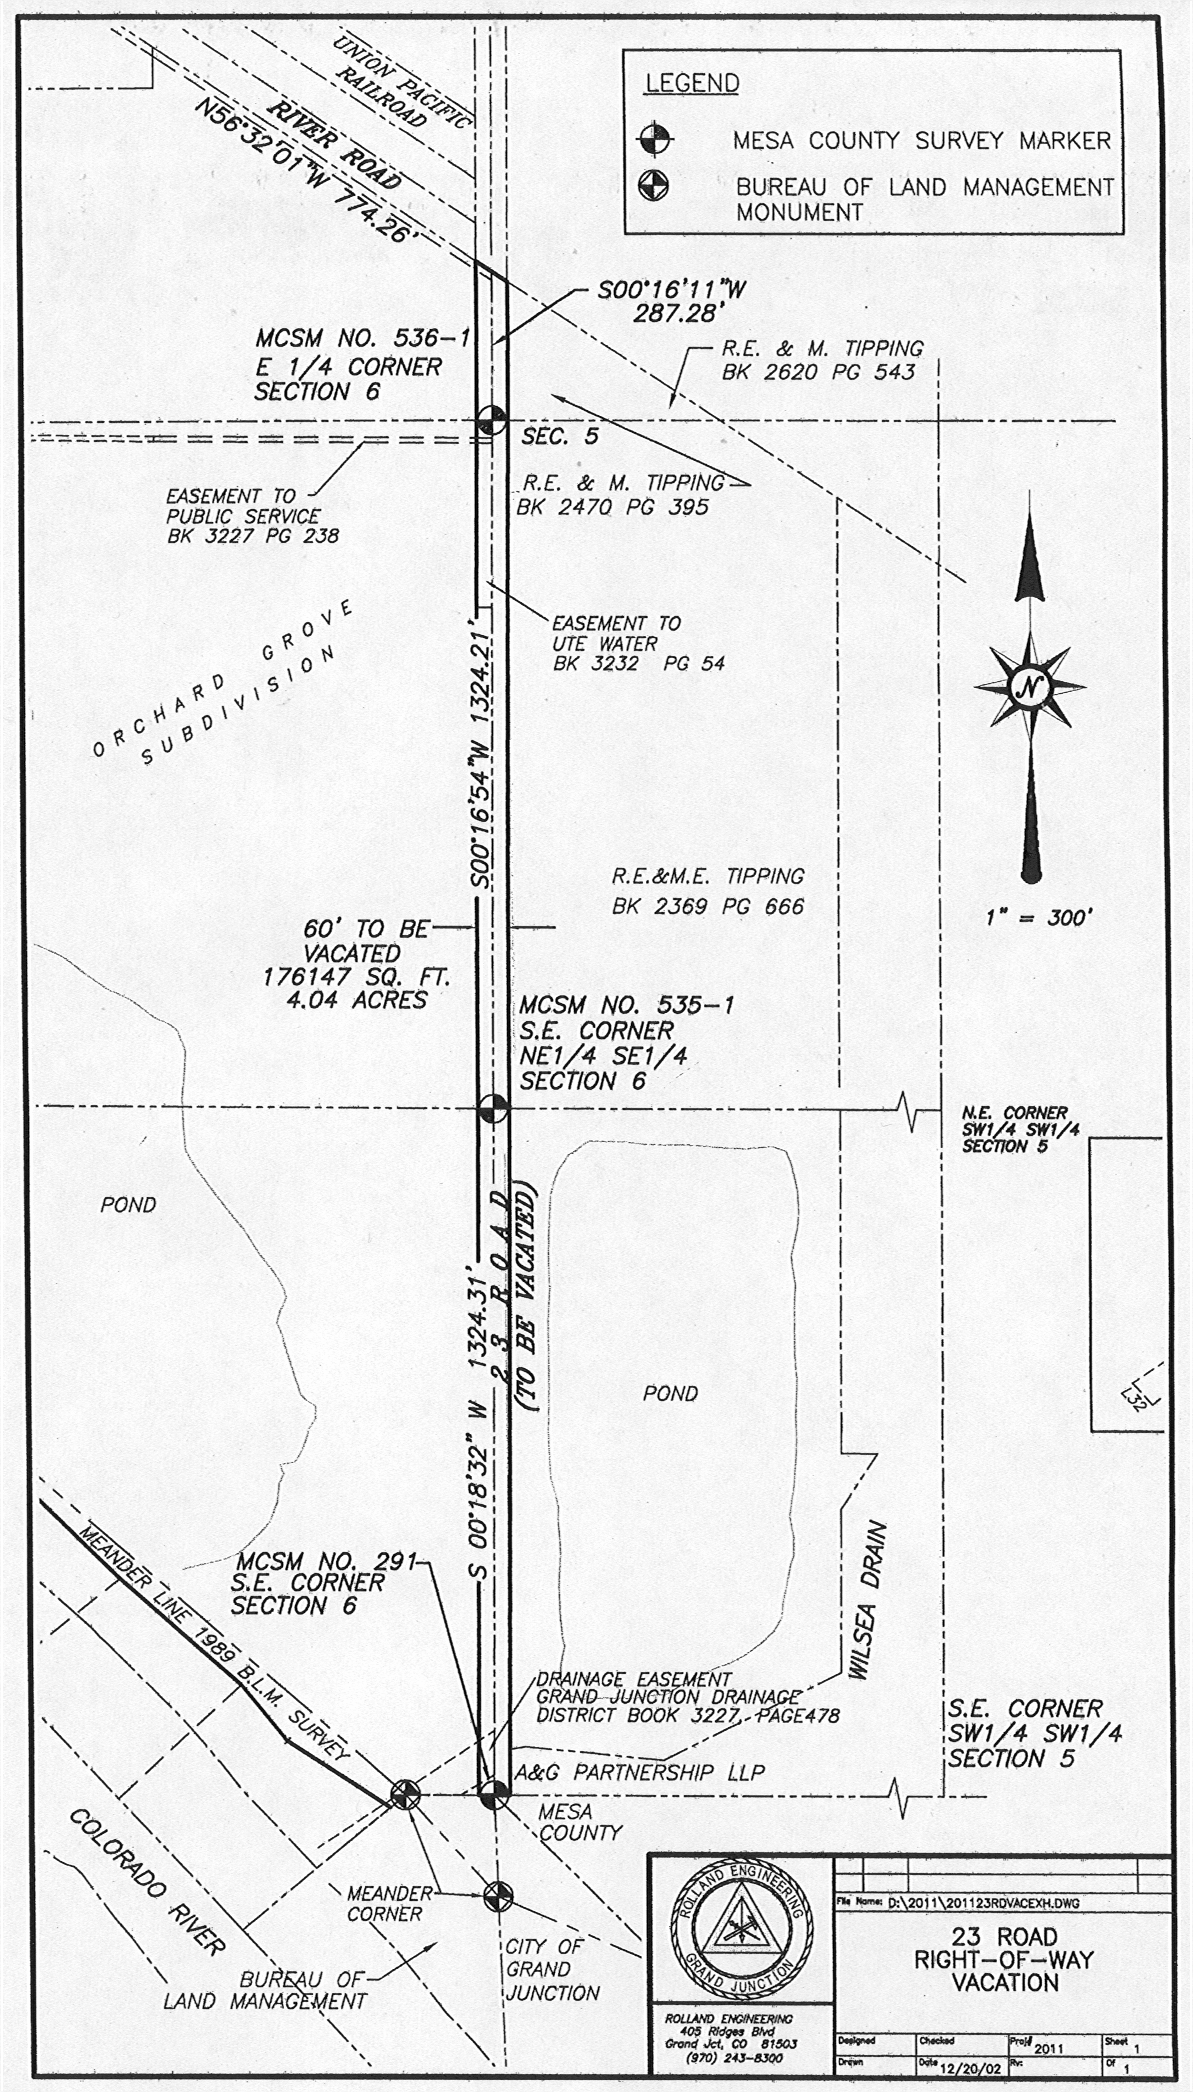 UNION PACIFIC
RAILROAD
RIVER ROAD
N56°32'01"W 774.26'
LEGEND
MESA COUNTY SURVEY MARKER
BUREAU OF LAND MANAGEMENT
MONUMENT
S00°16'11"W
287.28'
MCSM NO. 536-1
E 1/4 CORNER
SECTION 6
R.E. & M. TIPPING
BK 2620 PG 543
SEC. 5
R.E. & M. TIPPING
BK 2470 PG 395
EASEMENT TO
PUBLIC SERVICE
BK 3227 PG 238
ORCHARD GROVE
SUBDIVISION
EASEMENT TO
UTE WATER
BK 3232 PG 54
S00°16'54"W 1324.21'
N
1" = 300'
R.E.&M.E. TIPPING
BK 2369 PG 666
60' TO BE
VACATED
176147 SQ. FT.
4.04 ACRES
MCSM NO. 535-1
S.E. CORNER
NE1/4 SE1/4
SECTION 6
N.E. CORNER
SW1/4 SW1/4
SECTION 5
POND
23 ROAD
(TO BE VACATED)
S 00°18'32" W 1324.31'
POND
L32
MEANDER LINE 1989 B.L.M. SURVEY
MCSM NO. 291
S.E. CORNER
SECTION 6
WILSEA DRAIN
DRAINAGE EASEMENT
GRAND JUNCTION DRAINAGE
DISTRICT BOOK 3227, PAGE478
S.E. CORNER
SW1/4 SW1/4
SECTION 5
A&G PARTNERSHIP LLP
MESA
COUNTY
COLORADO RIVER
MEANDER
CORNER
CITY OF
GRAND
JUNCTION
BUREAU OF
LAND MANAGEMENT
ROLLAND ENGINEERING
GRAND JUNCTION
ROLLAND ENGINEERING
405 Ridges Blvd
Grand Jct, CO 81503
(970) 243-8300
File Name: D:\2011\201123RDVACEXH.DWG
23 ROAD
RIGHT-OF-WAY
VACATION
Designed Checked Proj# 2011 Sheet 1
Drawn Date 12/20/02 Rv: Of 1